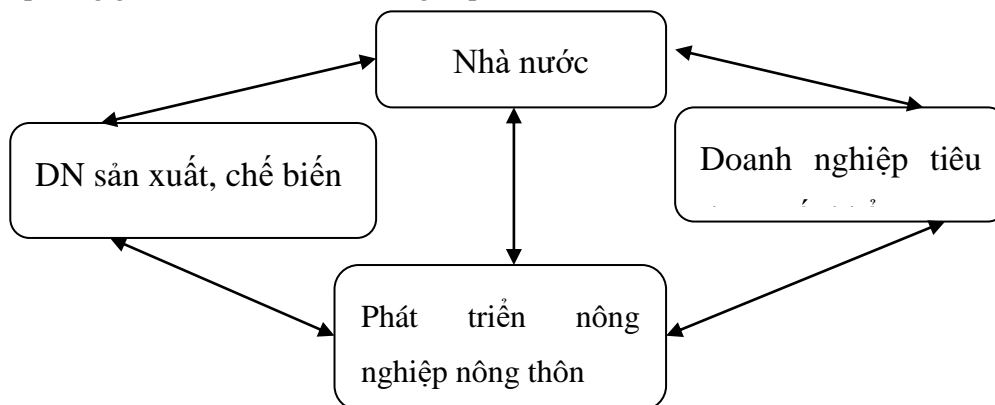 Nhà nước
DN sản xuất, chế biến
Doanh nghiệp tiêu
Phát triển nông
nghiệp nông thôn